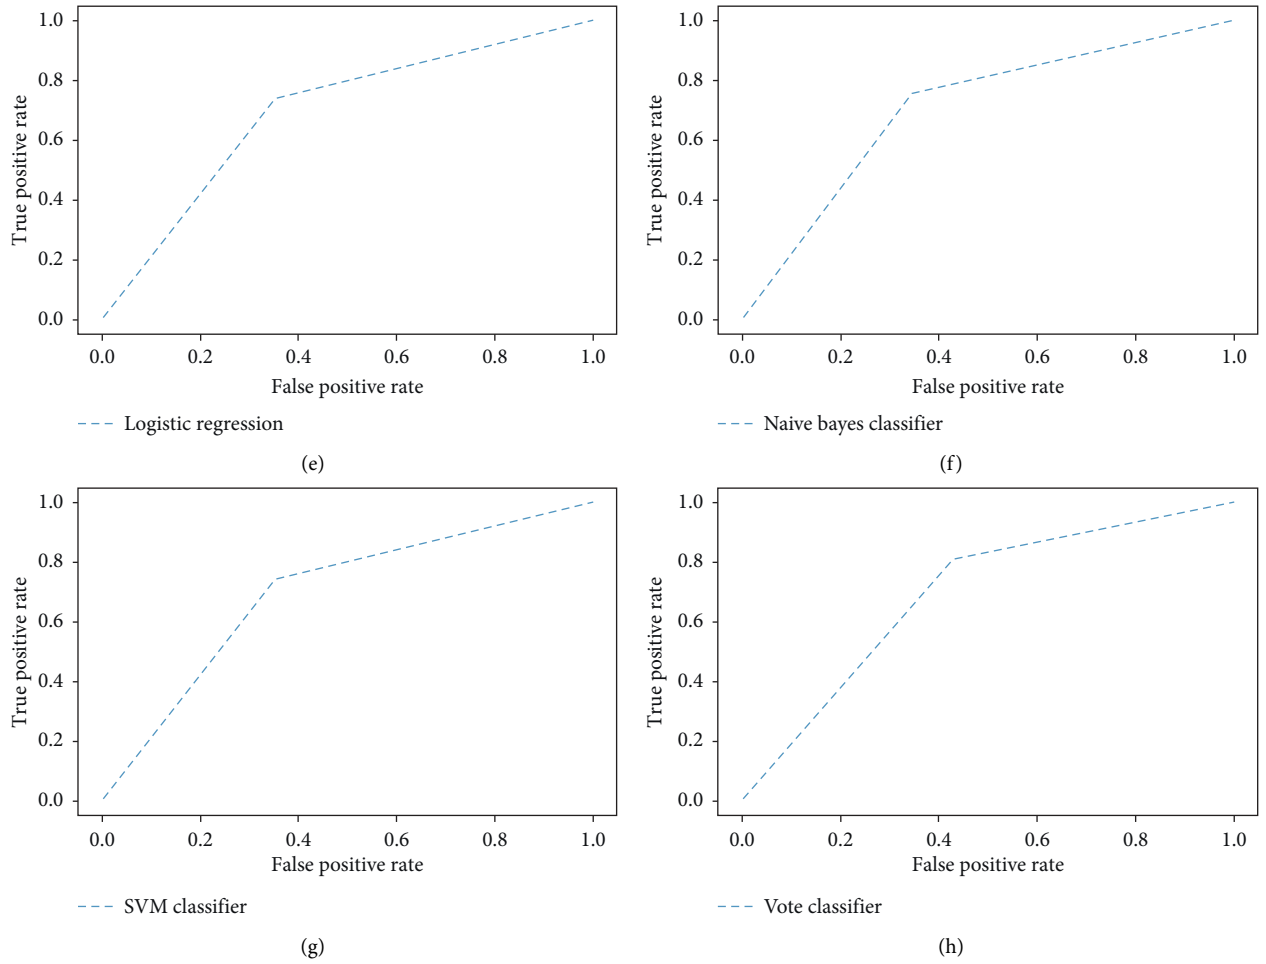 1.0
0.8
0.6
0.4
0.2
0.0
True positive rate
0.0 0.2 0.4 0.6 0.8 1.0
False positive rate
Logistic regression
(e)
1.0
0.8
0.6
0.4
0.2
0.0
True positive rate
0.0 0.2 0.4 0.6 0.8 1.0
False positive rate
Naive bayes classifier
(f)
1.0
0.8
0.6
0.4
0.2
0.0
True positive rate
0.0 0.2 0.4 0.6 0.8 1.0
False positive rate
SVM classifier
(g)
1.0
0.8
0.6
0.4
0.2
0.0
True positive rate
0.0 0.2 0.4 0.6 0.8 1.0
False positive rate
Vote classifier
(h)